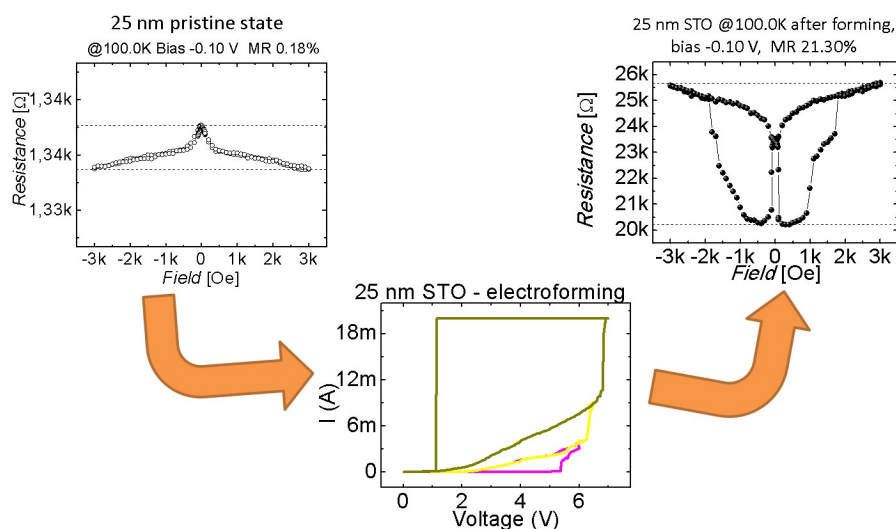 25 nm pristine state
@100.0K Bias -0.10 V MR 0.18%
Resistance [Ω]
1,34k
1,34k
1,33k
-3k -2k -1k 0 1k 2k 3k
Field [Oe]
25 nm STO @100.0K after forming,
bias -0.10 V, MR 21.30%
Resistance [Ω]
26k
25k
24k
23k
22k
21k
20k
-3k -2k -1k 0 1k 2k 3k
Field [Oe]
25 nm STO - electroforming
I (A)
18m
12m
6m
0
0 2 4 6
Voltage (V)